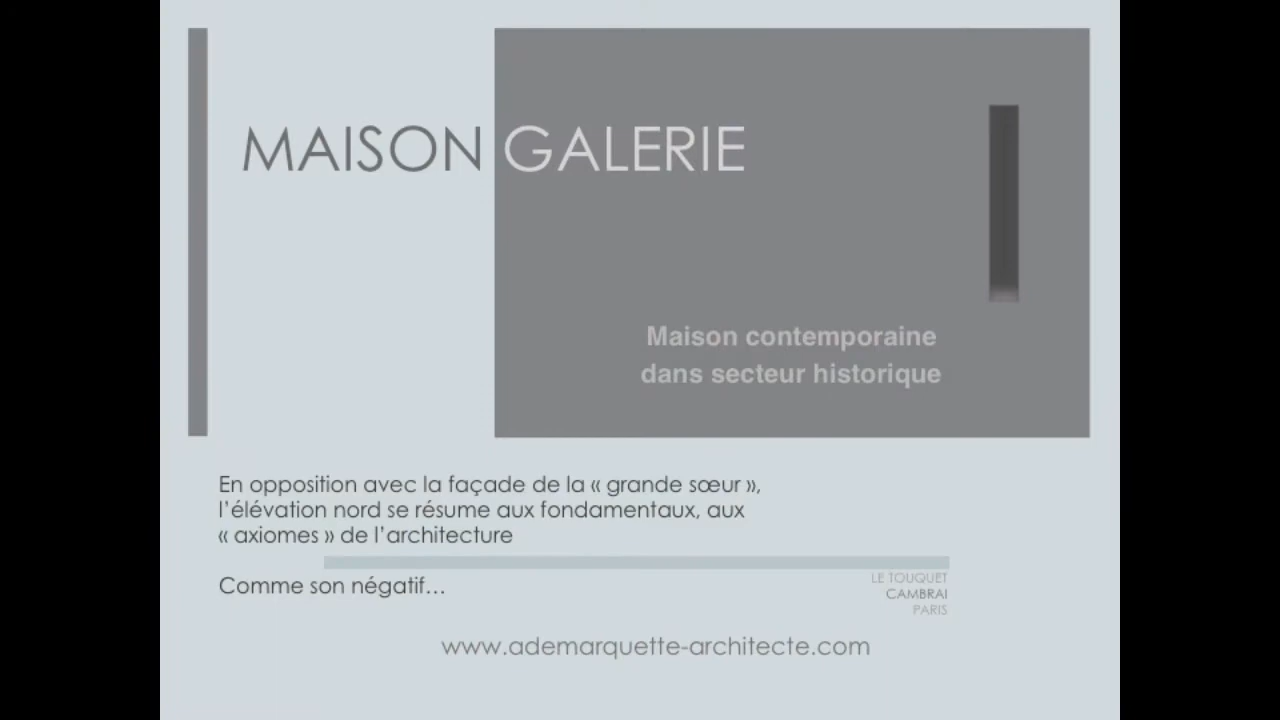 MAISON GALERIE
Maison contemporaine
dans secteur historique
En opposition avec la façade de la « grande sœur »,
l’élévation nord se résume aux fondamentaux, aux
« axiomes » de l’architecture
Comme son négatif…
LE TOUQUET
CAMBRAI
PARIS
www.ademarquette-architecte.com